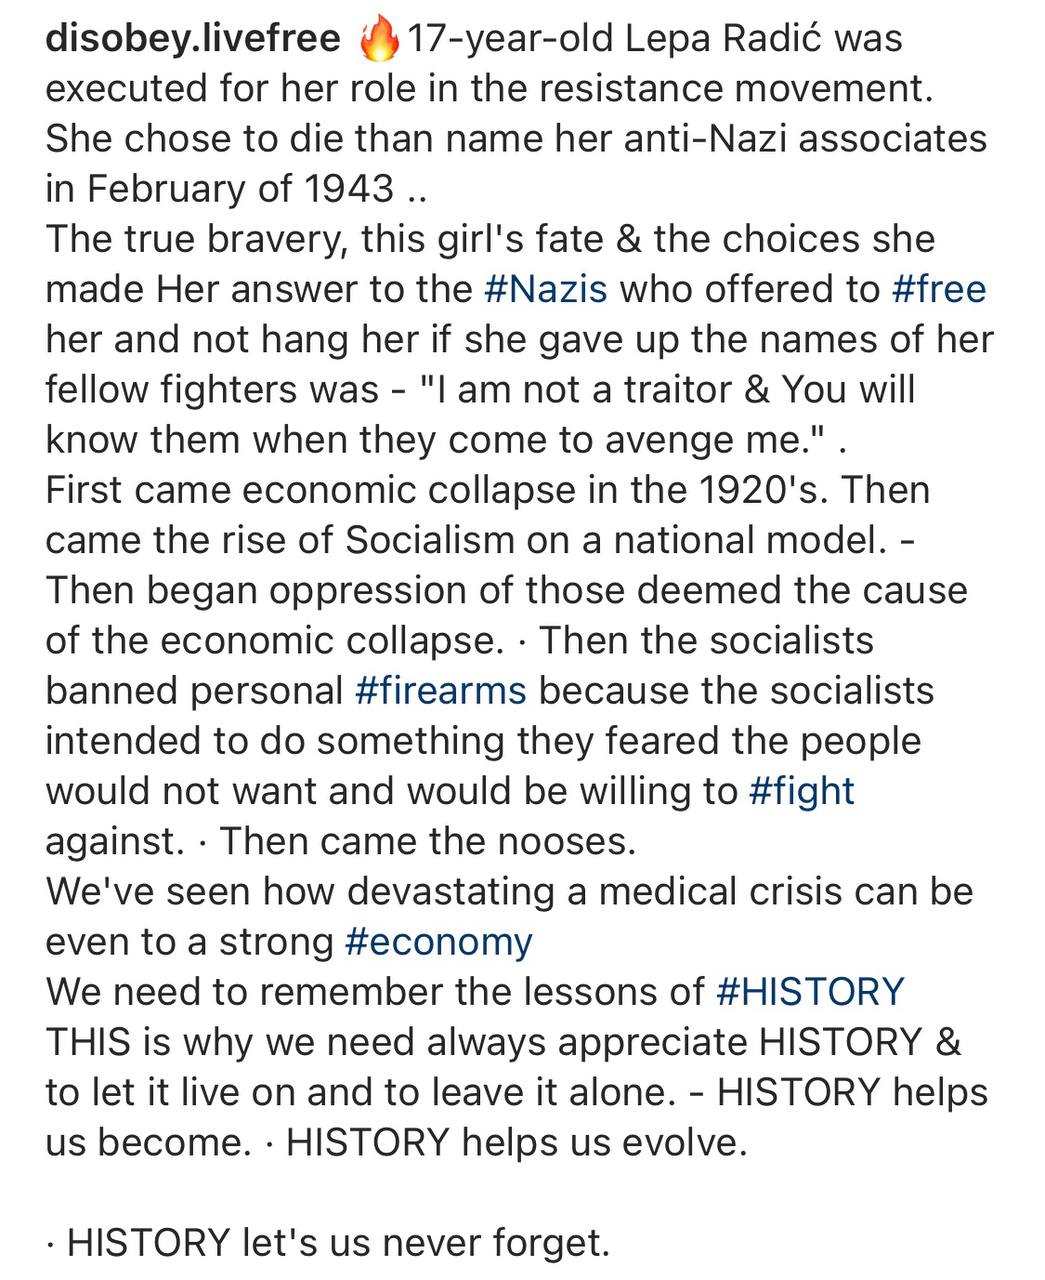 disobey.livefree 🔥17-year-old Lepa Radić was
executed for her role in the resistance movement.
She chose to die than name her anti-Nazi associates
in February of 1943 ..
The true bravery, this girl's fate & the choices she
made Her answer to the #Nazis who offered to #free
her and not hang her if she gave up the names of her
fellow fighters was - "I am not a traitor & You will
know them when they come to avenge me." .
First came economic collapse in the 1920's. Then
came the rise of Socialism on a national model. -
Then began oppression of those deemed the cause
of the economic collapse. · Then the socialists
banned personal #firearms because the socialists
intended to do something they feared the people
would not want and would be willing to #fight
against. · Then came the nooses.
We've seen how devastating a medical crisis can be
even to a strong #economy
We need to remember the lessons of #HISTORY
THIS is why we need always appreciate HISTORY &
to let it live on and to leave it alone. - HISTORY helps
us become. · HISTORY helps us evolve.

· HISTORY let's us never forget.